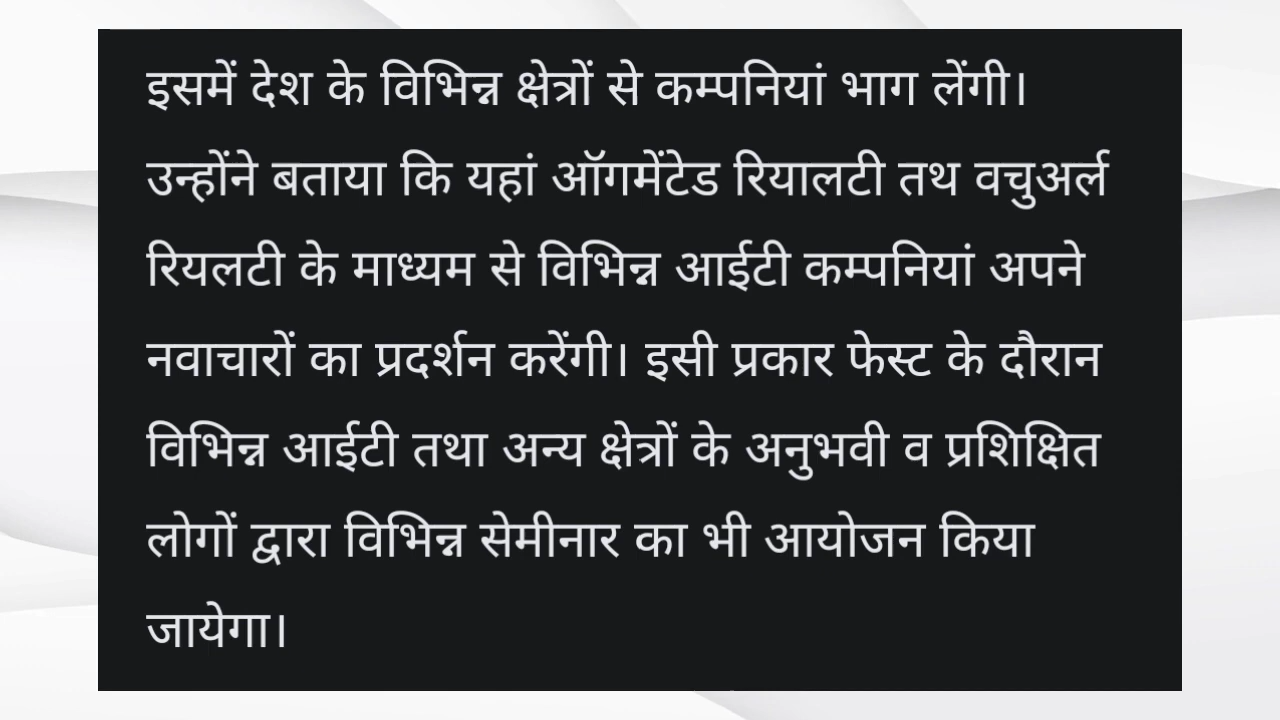 इसमें देश के विभिन्न क्षेत्रों से कम्पनियां भाग लेंगी।
उन्होंने बताया कि यहां ऑगमेंटेड रियालटी तथ वचुअर्ल
रियलटी के माध्यम से विभिन्न आईटी कम्पनियां अपने
नवाचारों का प्रदर्शन करेंगी। इसी प्रकार फेस्ट के दौरान
विभिन्न आईटी तथा अन्य क्षेत्रों के अनुभवी व प्रशिक्षित
लोगों द्वारा विभिन्न सेमीनार का भी आयोजन किया
जायेगा।